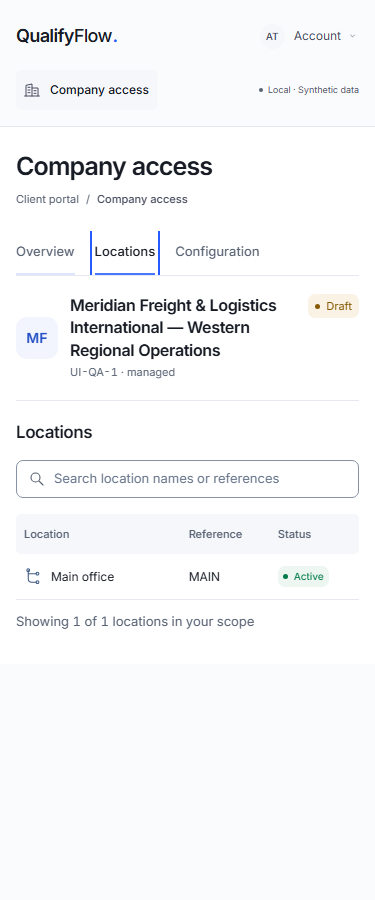 QualifyFlow.
AT Account
Company access
Local · Synthetic data
Company access
Client portal / Company access
Overview Locations Configuration
MF
Meridian Freight & Logistics
International — Western
Regional Operations
Draft
UI-QA-1 · managed
Locations
Search location names or references
Location Reference Status
Main office MAIN Active
Showing 1 of 1 locations in your scope